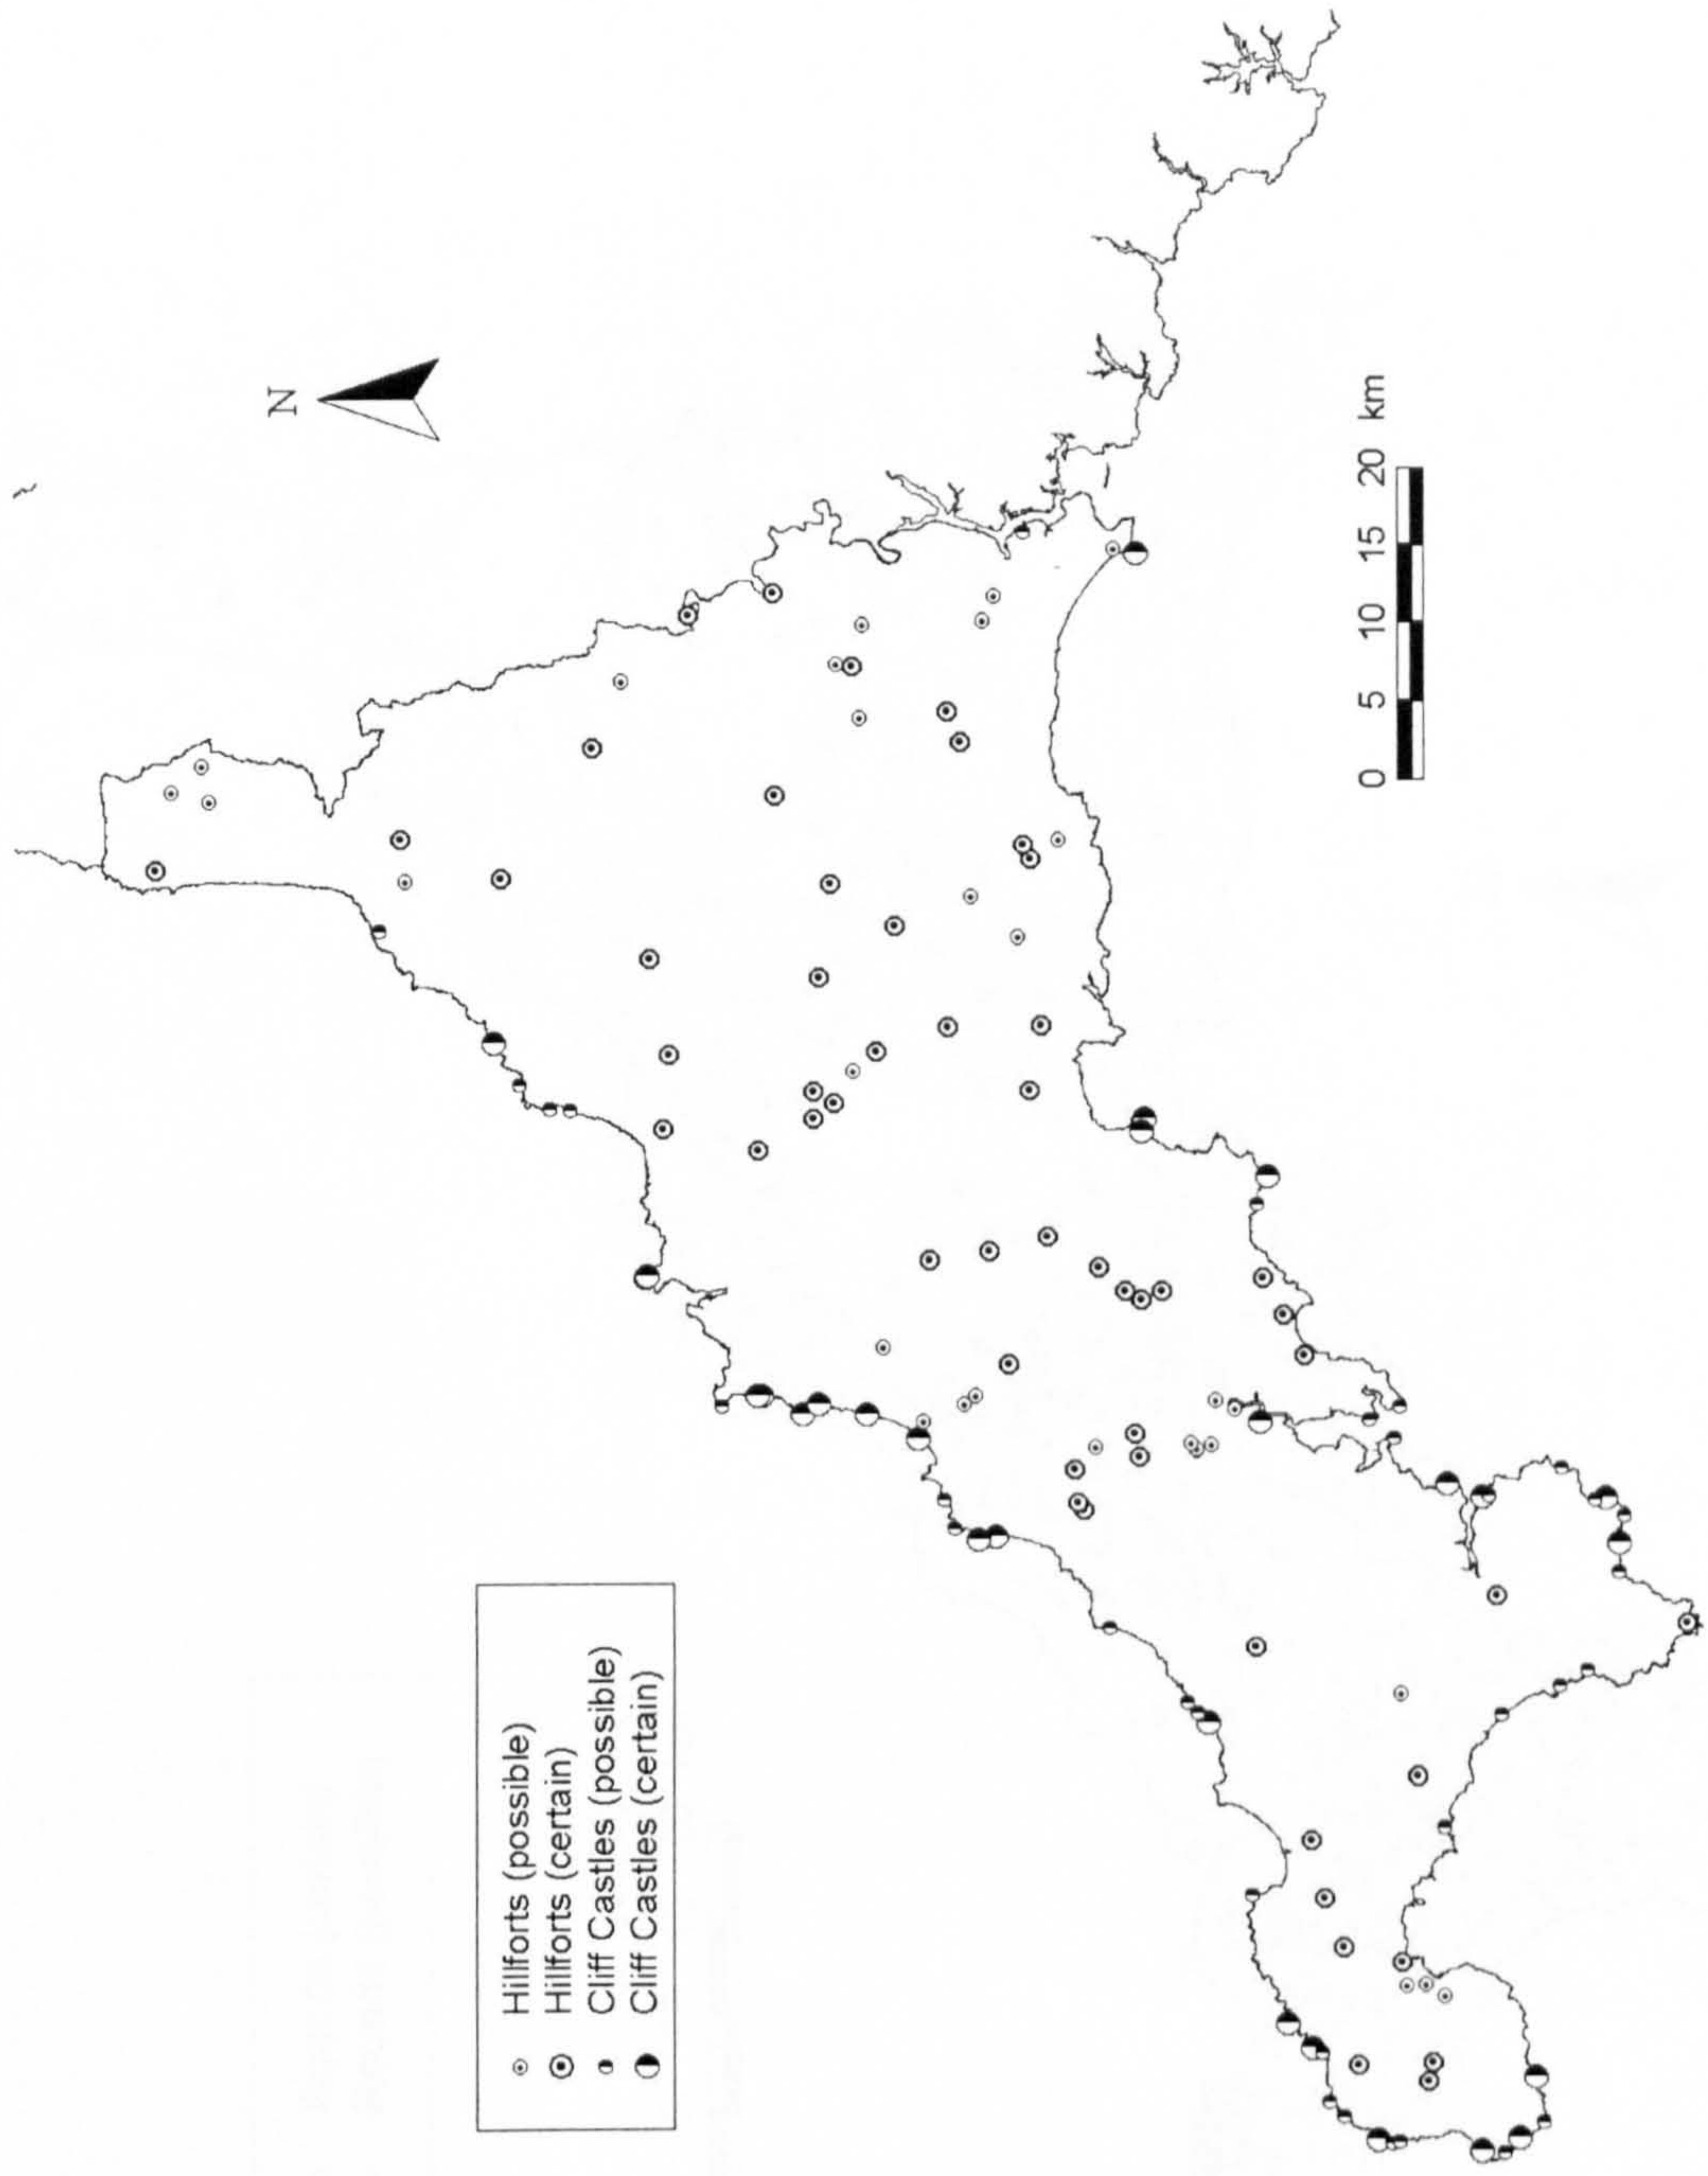 N
Hillforts (possible)
Hillforts (certain)
Cliff Castles (possible)
Cliff Castles (certain)
0 5 10 15 20 km